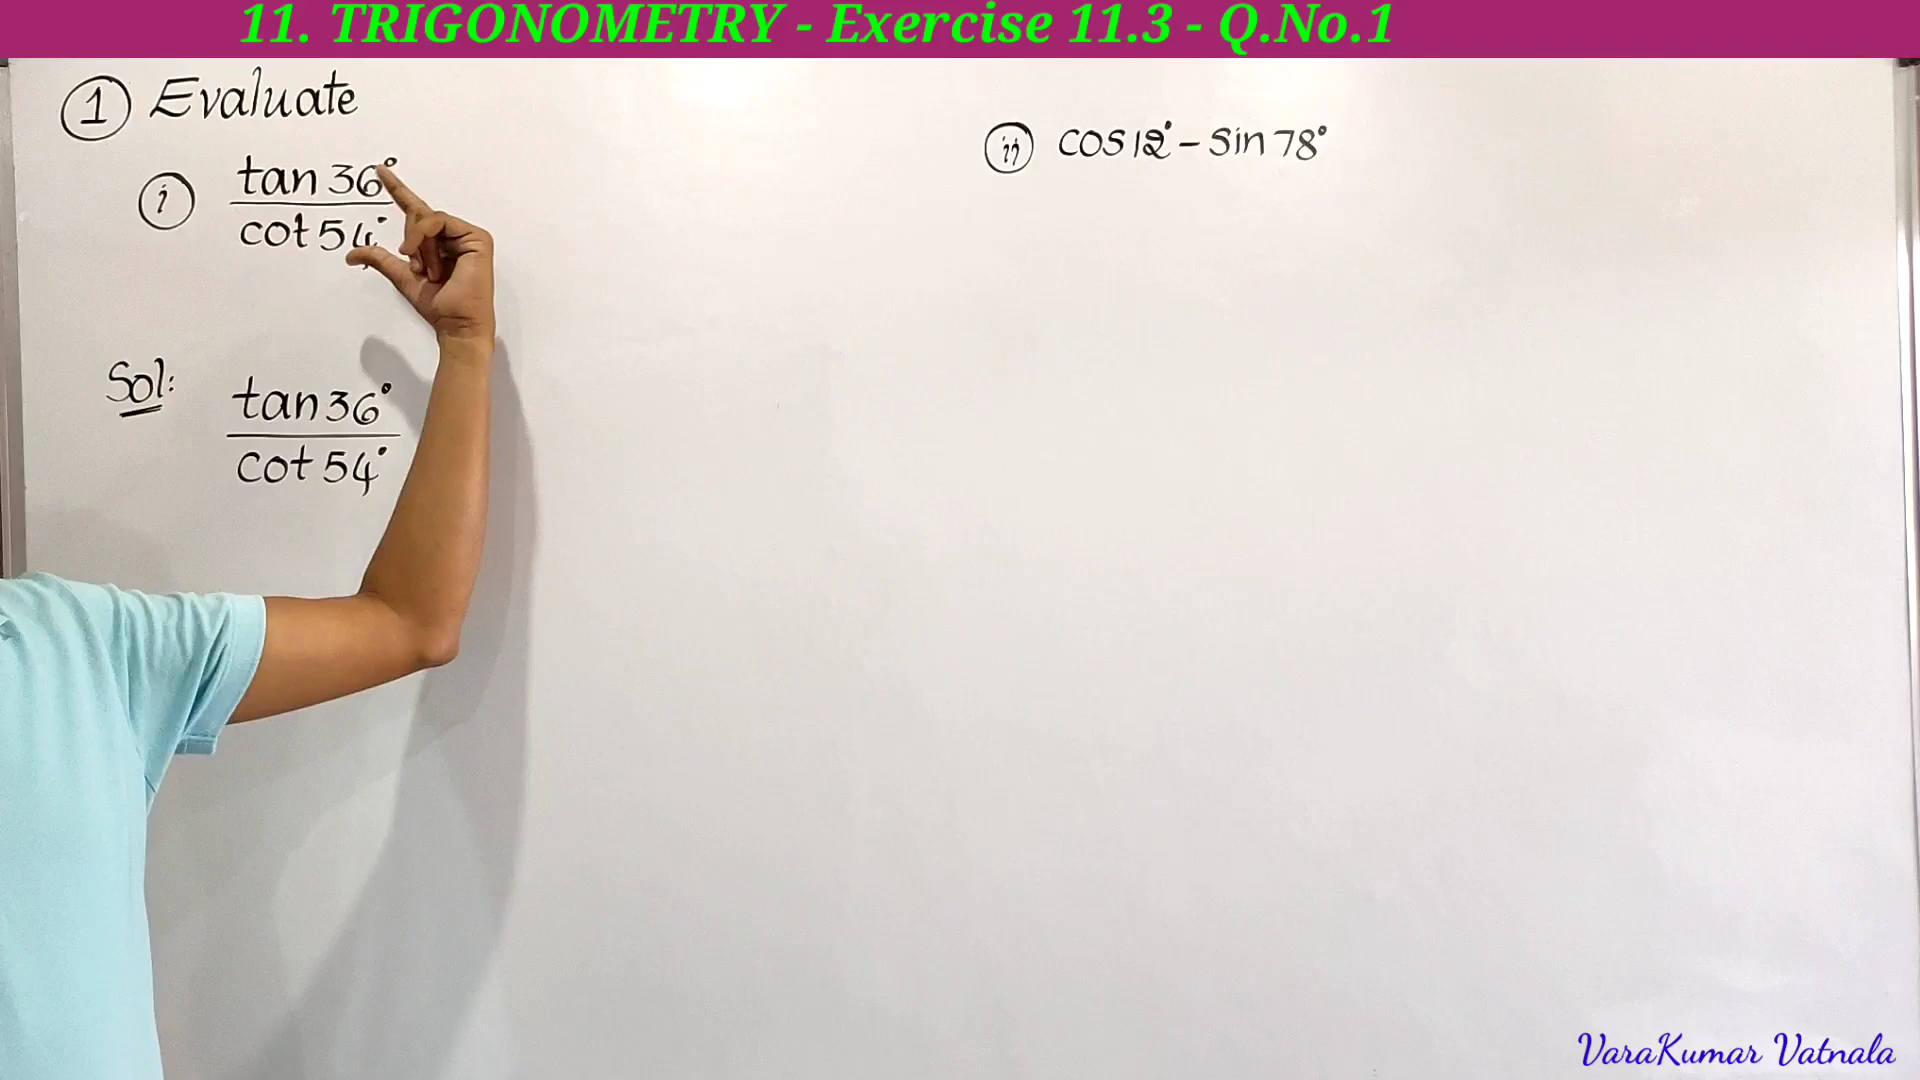 11. TRIGONOMETRY - Exercise 11.3 - Q.No.1
1 Evaluate
i tan 36°
cot 54°
ii cos 12° - sin 78°
Sol: tan 36°
cot 54°
VaraKumar Vatnala